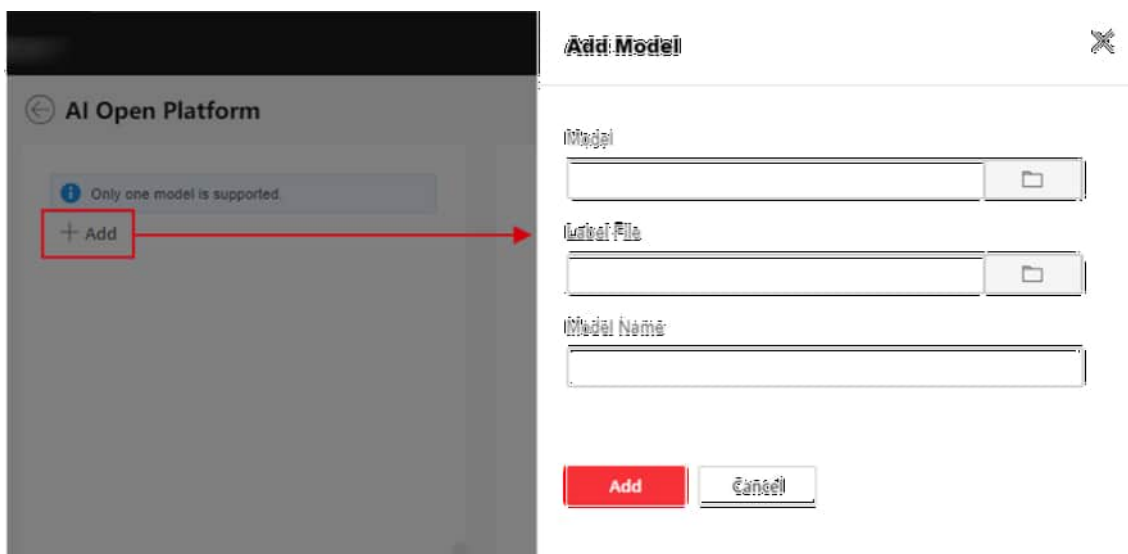 AI Open Platform
Only one model is supported.
+ Add
Add Model
Model
Label File
Model Name
Add
Cancel